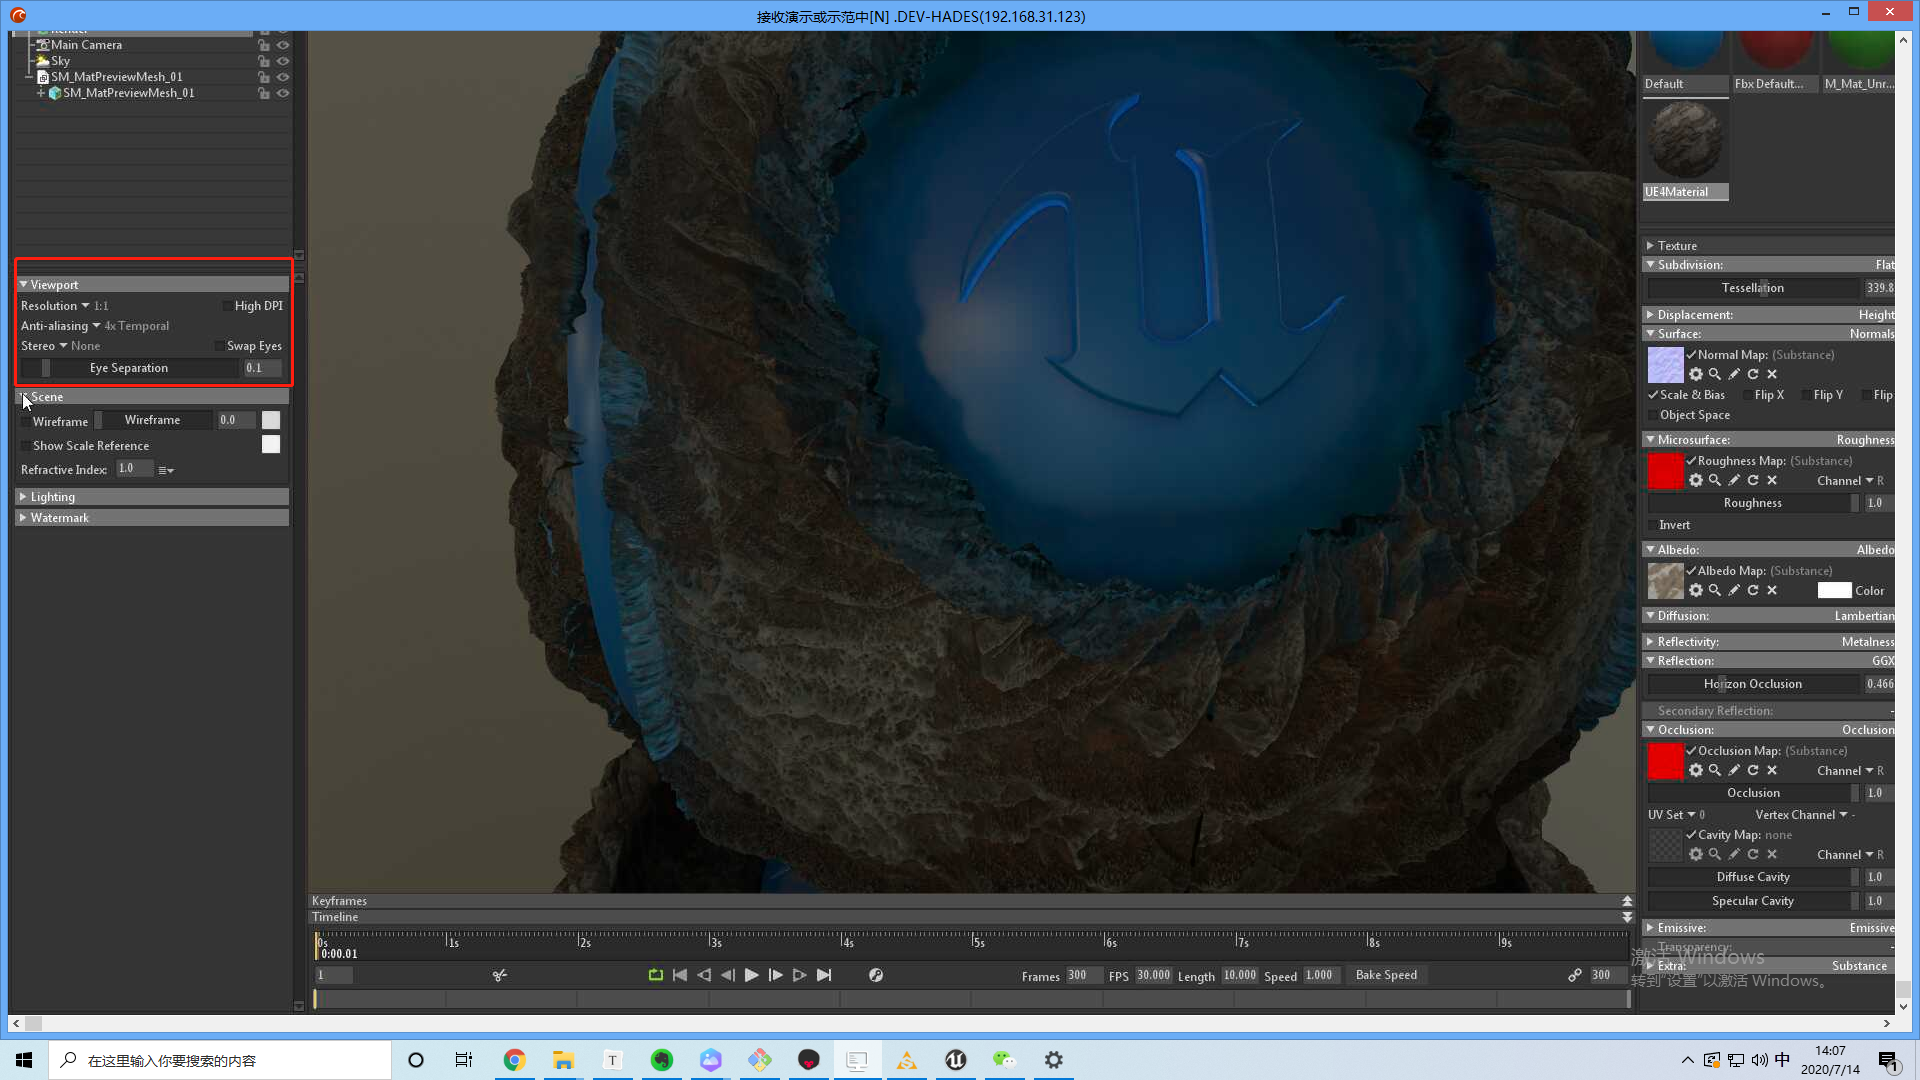 接收演示或示范中[N] .DEV-HADES(192.168.31.123)
Render
Main Camera
Sky
SM_MatPreviewMesh_01
SM_MatPreviewMesh_01
Viewport
Resolution 1:1 High DPI
Anti-aliasing 4x Temporal
Stereo None Swap Eyes
Eye Separation 0.1
Scene
Wireframe Wireframe 0.0
Show Scale Reference
Refractive Index: 1.0
Lighting
Watermark
Keyframes
Timeline
0s 1s 2s 3s 4s 5s 6s 7s 8s 9s
0:00.01
1 Frames 300 FPS 30.000 Length 10.000 Speed 1.000 Bake Speed 300
Default Fbx Default... M_Mat_Unr...
UE4Material
Texture
Subdivision: Flat
Tessellation 339.8
Displacement: Height
Surface: Normals
Normal Map: (Substance)
Scale & Bias Flip X Flip Y Flip
Object Space
Microsurface: Roughness
Roughness Map: (Substance)
Channel R
Roughness 1.0
Invert
Albedo: Albedo
Albedo Map: (Substance)
Color
Diffusion: Lambertian
Reflectivity: Metalness
Reflection: GGX
Horizon Occlusion 0.466
Secondary Reflection: -
Occlusion: Occlusion
Occlusion Map: (Substance)
Channel R
Occlusion 1.0
UV Set 0 Vertex Channel -
Cavity Map: none
Channel R
Diffuse Cavity 1.0
Specular Cavity 1.0
Emissive: Emissive
Transparency: -
Extra: Substance
激活 Windows
转到"设置"以激活 Windows。
在这里输入你要搜索的内容
T
中
14:07
2020/7/14
1